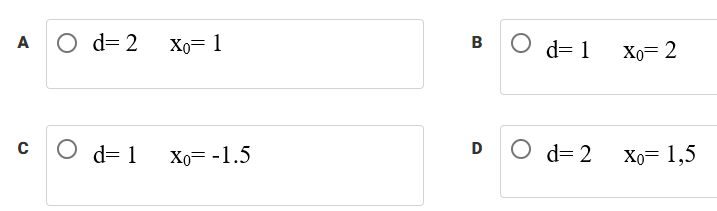 A d= 2 x₀= 1
B d= 1 x₀= 2
C d= 1 x₀= -1.5
D d= 2 x₀= 1,5